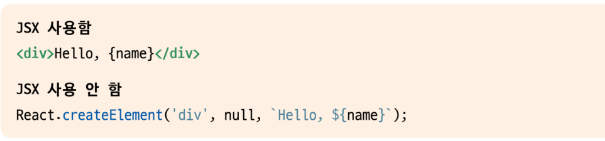 JSX 사용함
<div>Hello, {name}</div>
JSX 사용 안 함
React.createElement('div', null, `Hello, ${name}`);